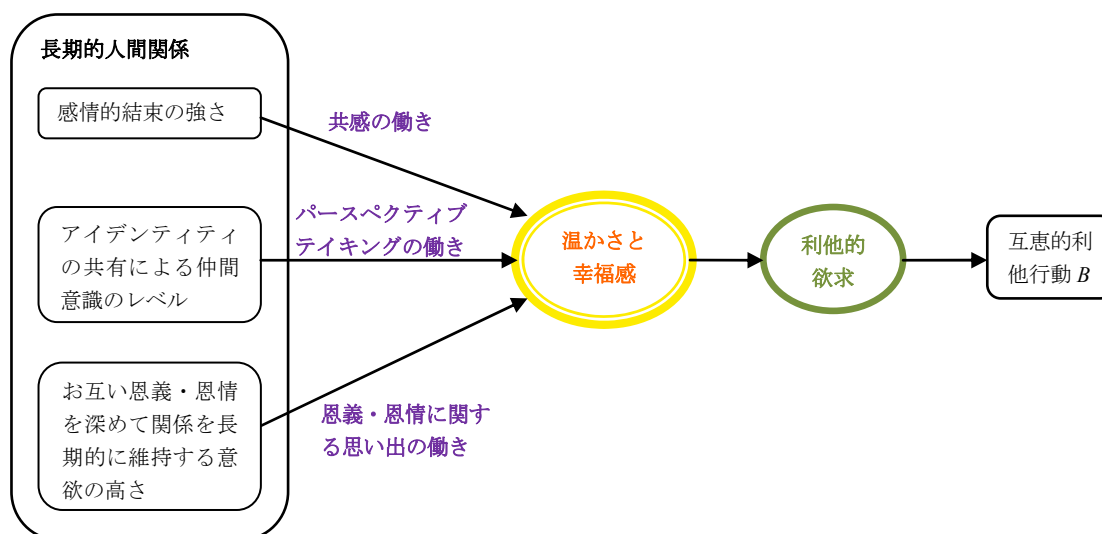 長期的人間関係
感情的結束の強さ
共感の働き
アイデンティティ
の共有による仲間
意識のレベル
パースペクティブ
テイキングの働き
お互い恩義・恩情
を深めて関係を長
期的に維持する意
欲の高さ
恩義・恩情に関す
る思い出の働き
温かさと
幸福感
利他的
欲求
互恵的利
他行動 B